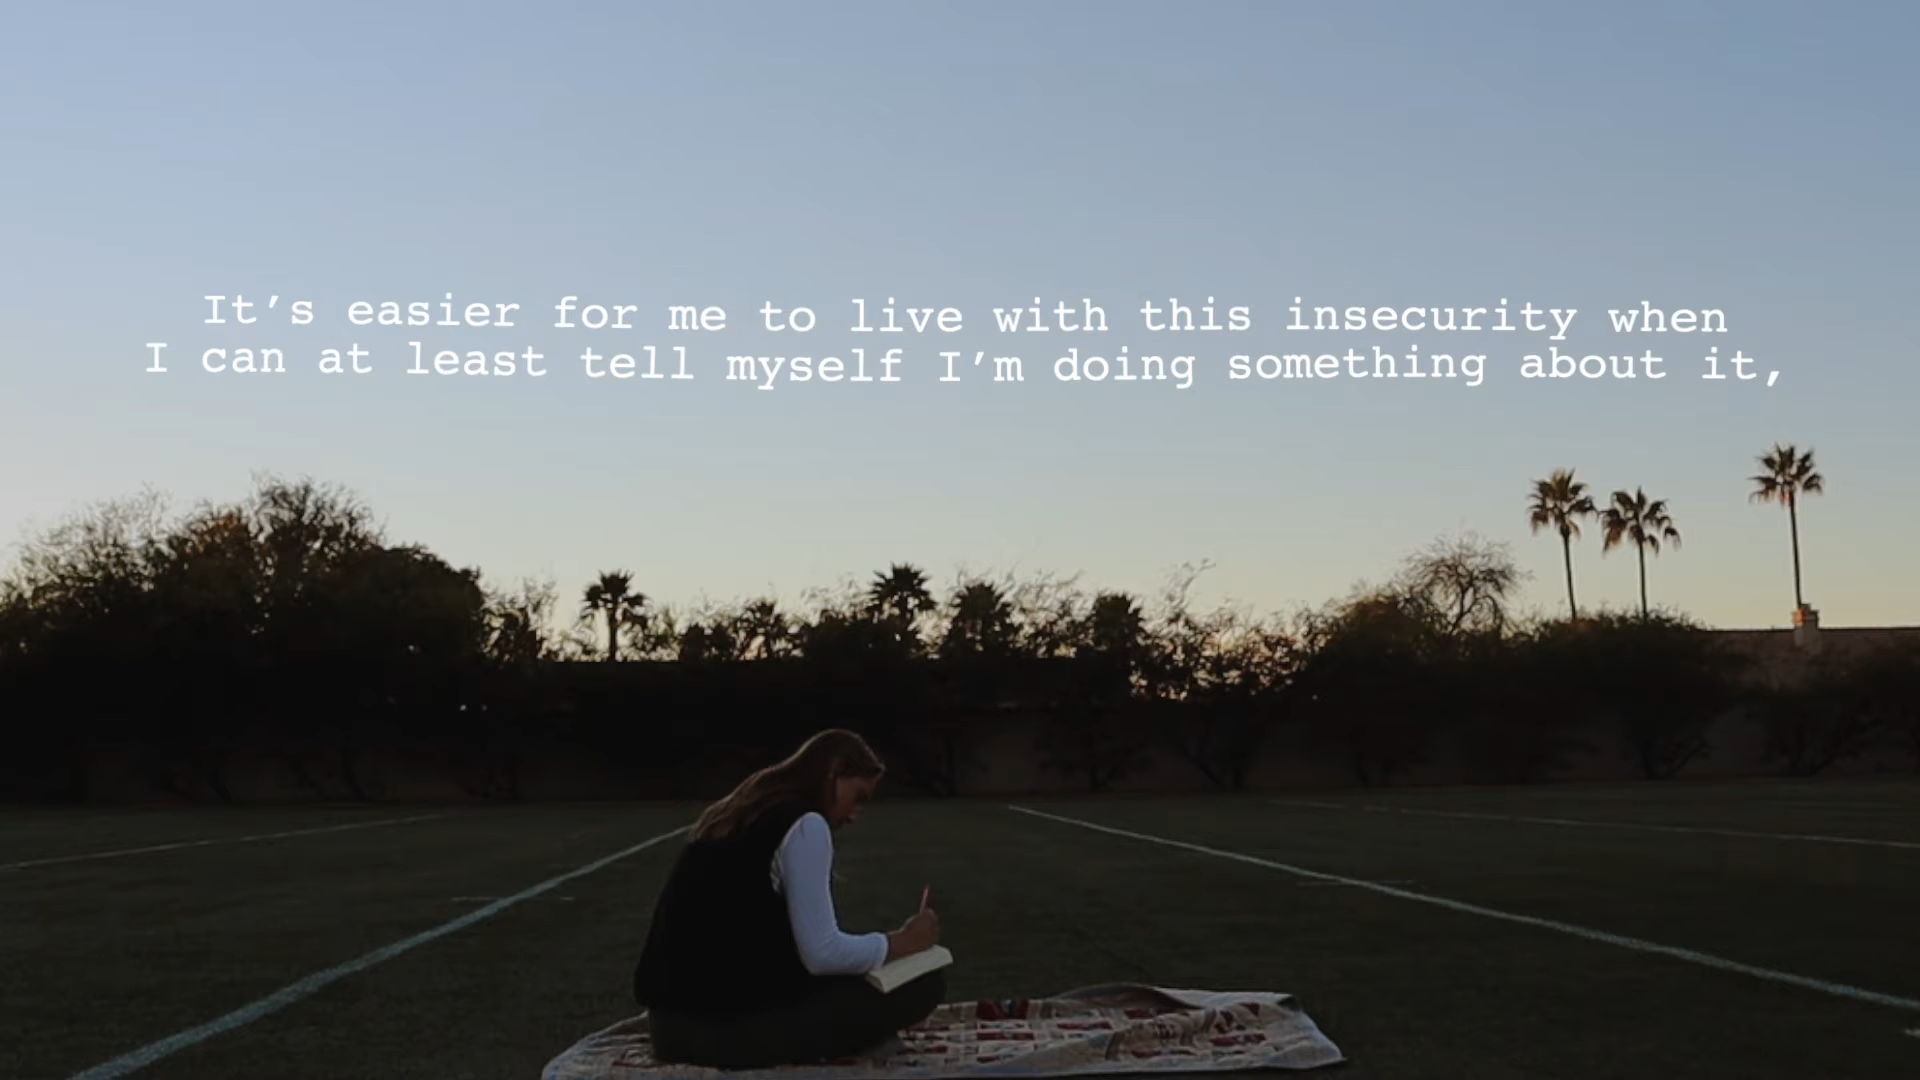 It’s easier for me to live with this insecurity when
I can at least tell myself I’m doing something about it,